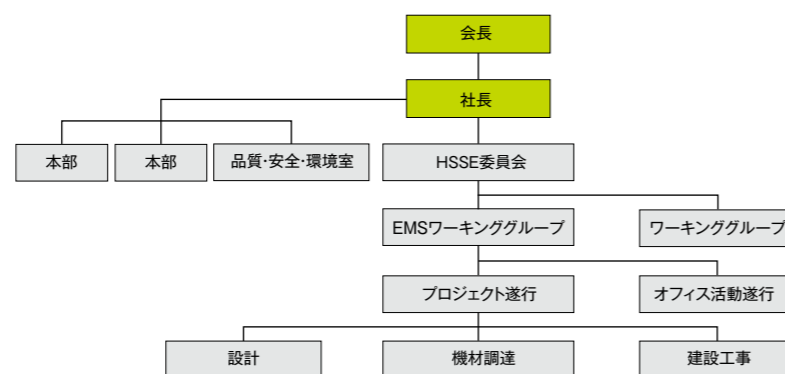 会長
社長
本部
本部
品質・安全・環境室
HSSE委員会
EMSワーキンググループ
ワーキンググループ
プロジェクト遂行
オフィス活動遂行
設計
機材調達
建設工事